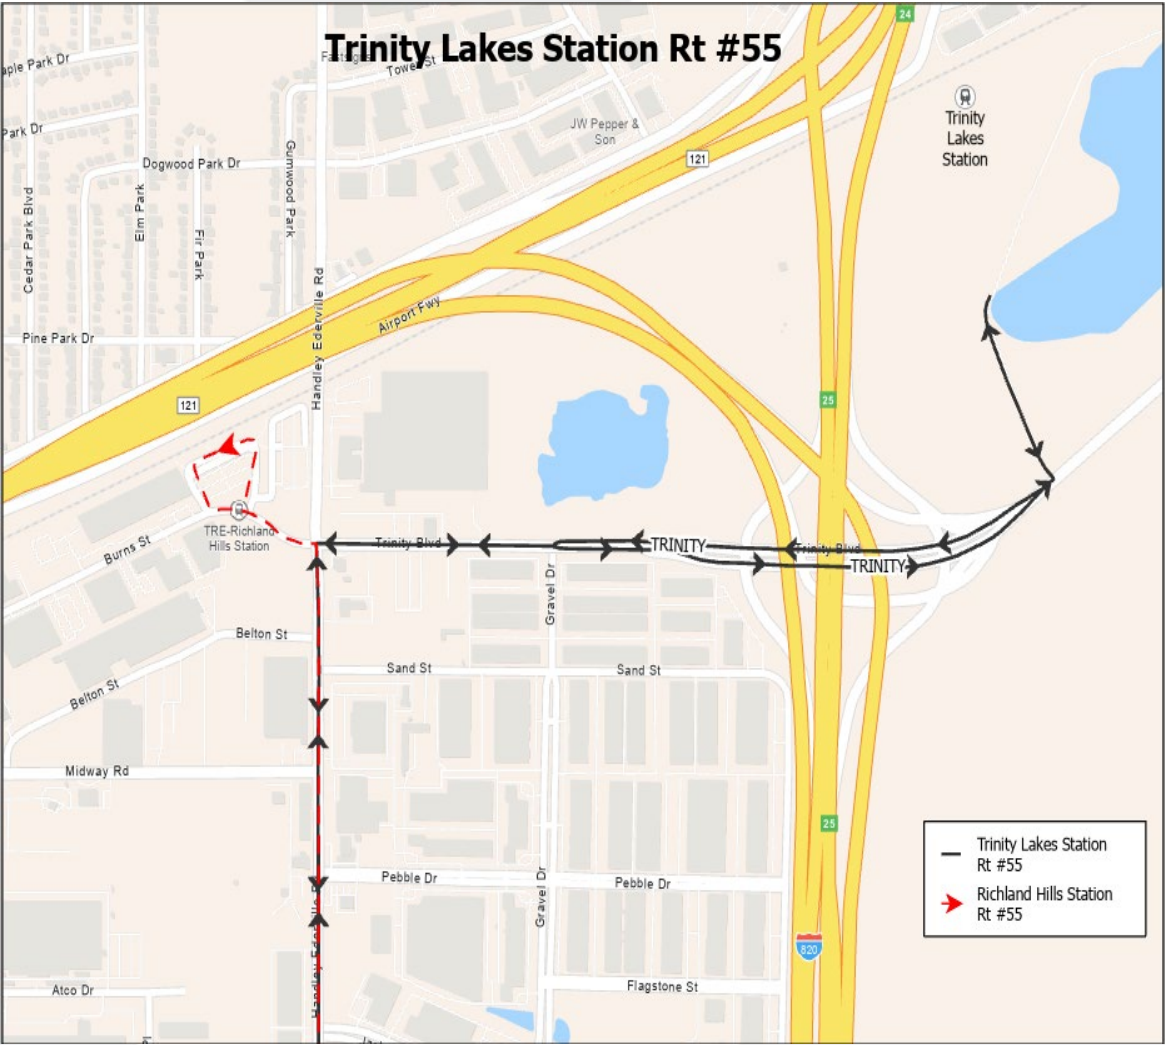 Trinity Lakes Station Rt #55
24
Tower St
Park Dr
JW Pepper &
Son
Trinity
Lakes
Station
Park Dr
121
Dogwood Park Dr
Gumwood Park
Elm Park
Cedar Park Blvd
Fir Park
Handley Ederville Rd
Airport Fwy
Pine Park Dr
121
25
TRE-Richland
Hills Station
Burns St
Trinity Blvd
TRINITY
Trinity Blvd
TRINITY
Gravel Dr
Belton St
Sand St
Sand St
Belton St
Midway Rd
25
Trinity Lakes Station
Rt #55
Richland Hills Station
Rt #55
Pebble Dr
Pebble Dr
Gravel Dr
Handley Ederville R
820
Atco Dr
Flagstone St